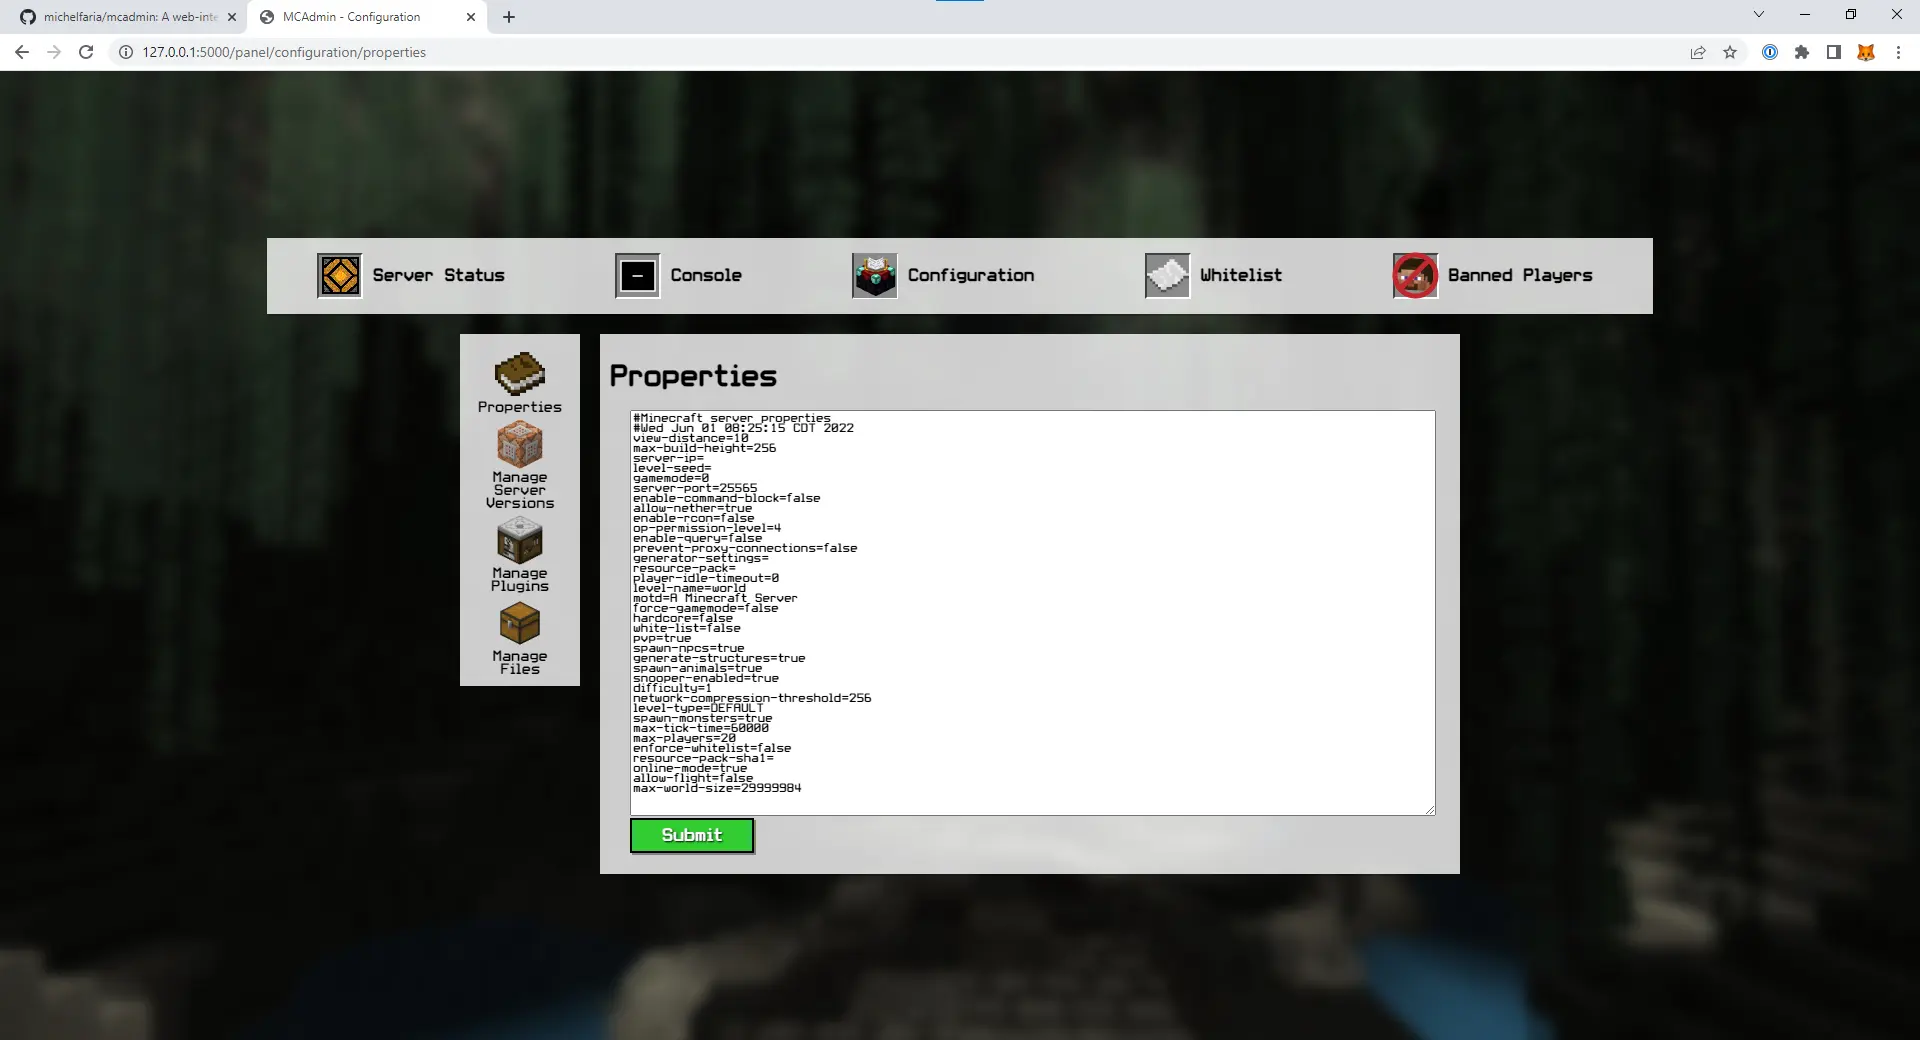 michelfaria/mcadmin: A web-inte
MCAdmin - Configuration
127.0.0.1:5000/panel/configuration/properties
Server Status
Console
Configuration
Whitelist
Banned Players
Properties
Manage
Server
Versions
Manage
Plugins
Manage
Files
Properties
#Minecraft server properties
#Wed Jun 01 08:25:15 CDT 2022
view-distance=10
max-build-height=256
server-ip=
level-seed=
gamemode=0
server-port=25565
enable-command-block=false
allow-nether=true
enable-rcon=false
op-permission-level=4
enable-query=false
prevent-proxy-connections=false
generator-settings=
resource-pack=
player-idle-timeout=0
level-name=world
motd=A Minecraft Server
force-gamemode=false
hardcore=false
white-list=false
pvp=true
spawn-npcs=true
generate-structures=true
spawn-animals=true
snooper-enabled=true
difficulty=1
network-compression-threshold=256
level-type=DEFAULT
spawn-monsters=true
max-tick-time=60000
max-players=20
enforce-whitelist=false
resource-pack-sha1=
online-mode=true
allow-flight=false
max-world-size=29999984
Submit